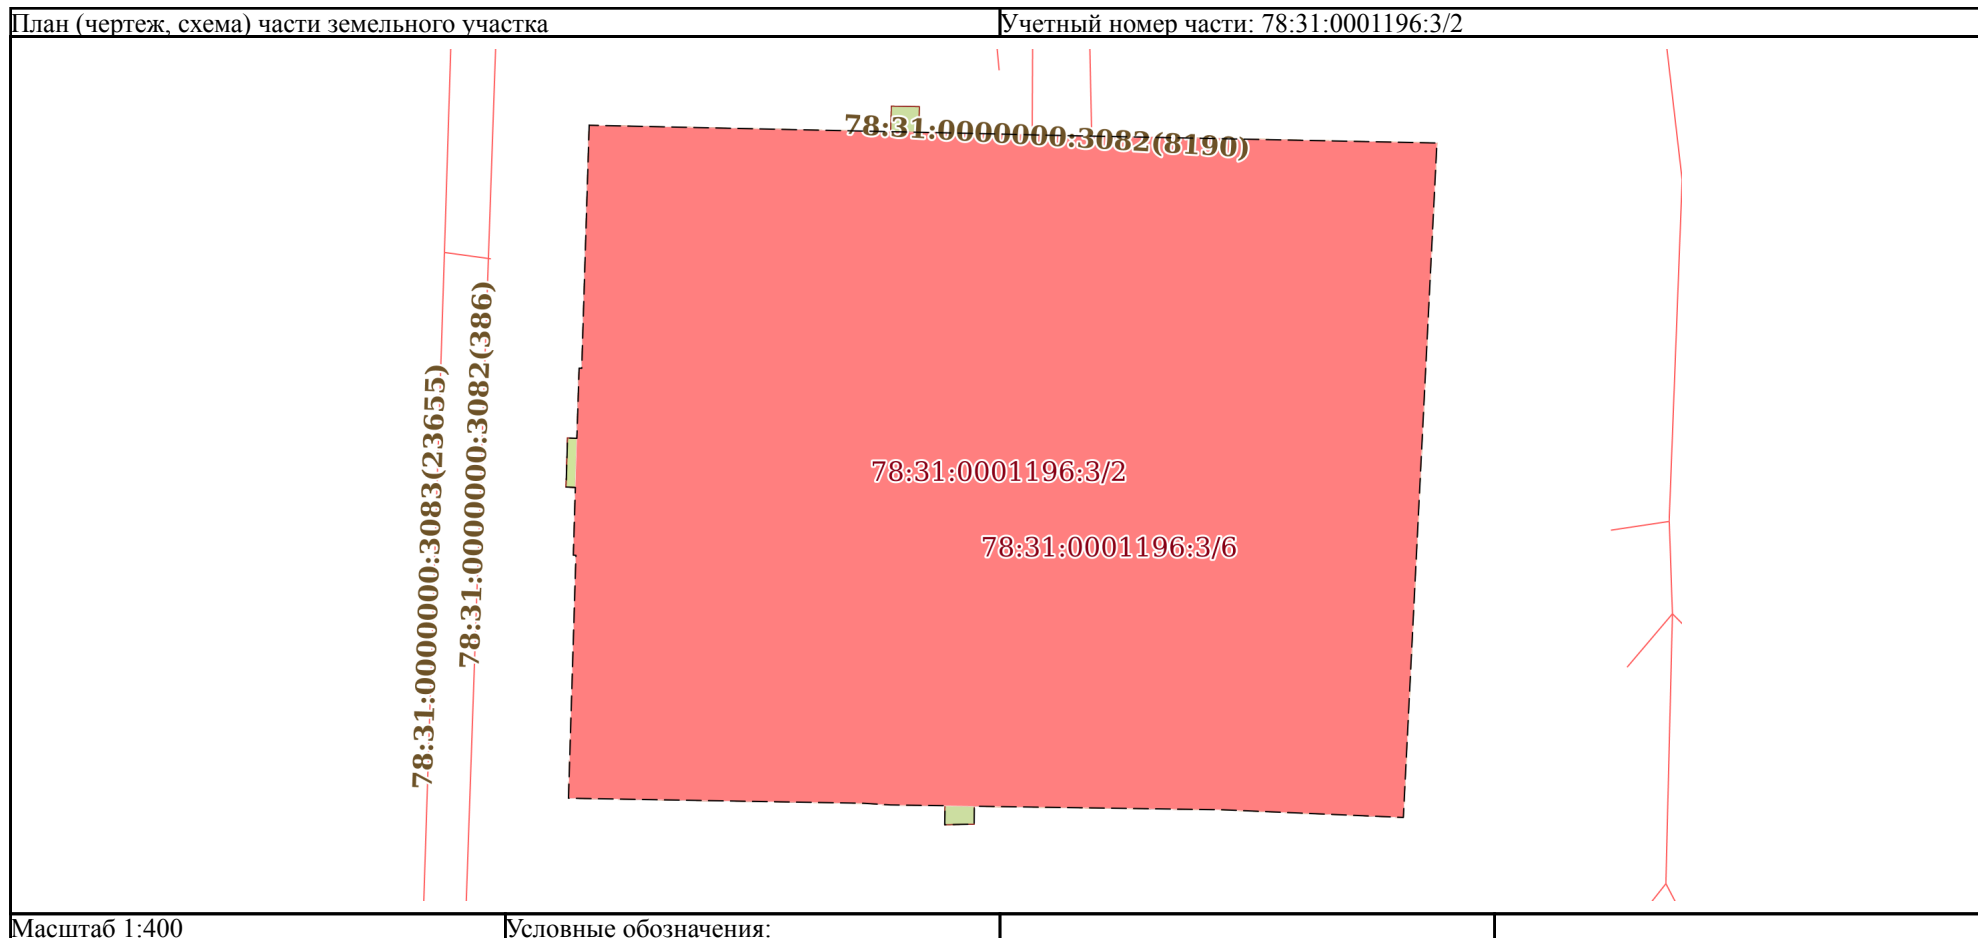 План (чертеж, схема) части земельного участка
Учетный номер части: 78:31:0001196:3/2
78:31:0000000:3082(8190)
78:31:0000000:3083(23655)
78:31:0000000:3082(386)
78:31:0001196:3/2
78:31:0001196:3/6
Масштаб 1:400
Условные обозначения: